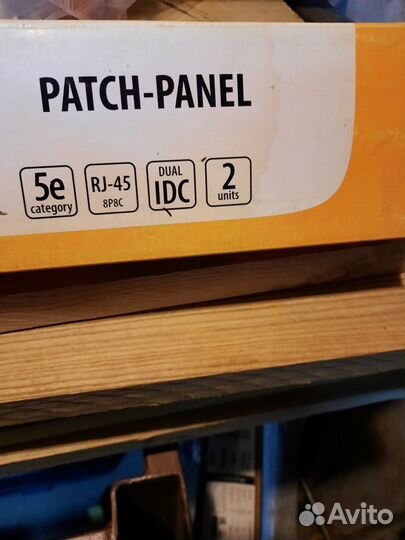 PATCH-PANEL
5e
category
RJ-45
8P8C
DUAL
IDC
2
units
Avito